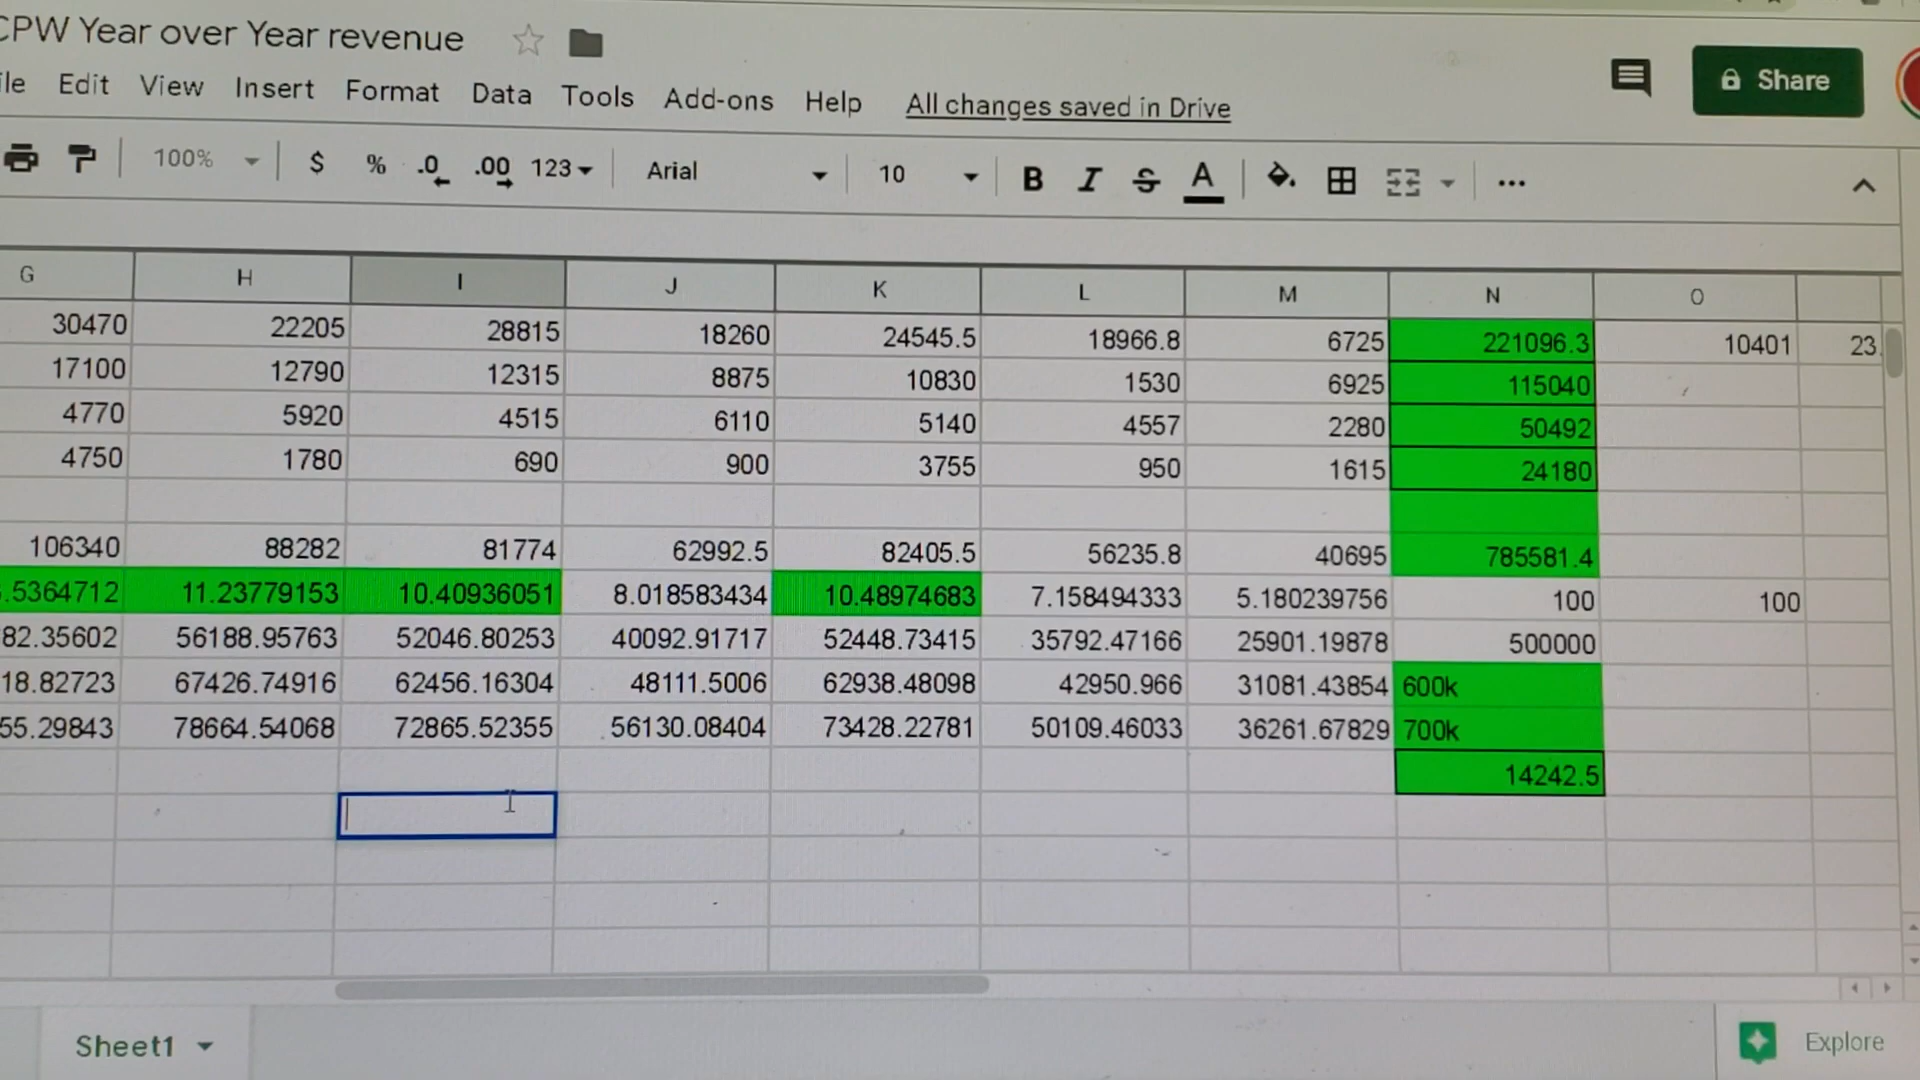 CPW Year over Year revenue
ile Edit View Insert Format Data Tools Add-ons Help All changes saved in Drive Share
100% $ % .0 .00 123 Arial 10 B I S A ...
G H I J K L M N O
30470 22205 28815 18260 24545.5 18966.8 6725 221096.3 10401 23.
17100 12790 12315 8875 10830 1530 6925 115040
4770 5920 4515 6110 5140 4557 2280 50492
4750 1780 690 900 3755 950 1615 24180
106340 88282 81774 62992.5 82405.5 56235.8 40695 785581.4
.5364712 11.23779153 10.40936051 8.018583434 10.48974683 7.158494333 5.180239756 100 100
82.35602 56188.95763 52046.80253 40092.91717 52448.73415 35792.47166 25901.19878 500000
18.82723 67426.74916 62456.16304 48111.5006 62938.48098 42950.966 31081.43854 600k
55.29843 78664.54068 72865.52355 56130.08404 73428.22781 50109.46033 36261.67829 700k
14242.5
Sheet1 Explore